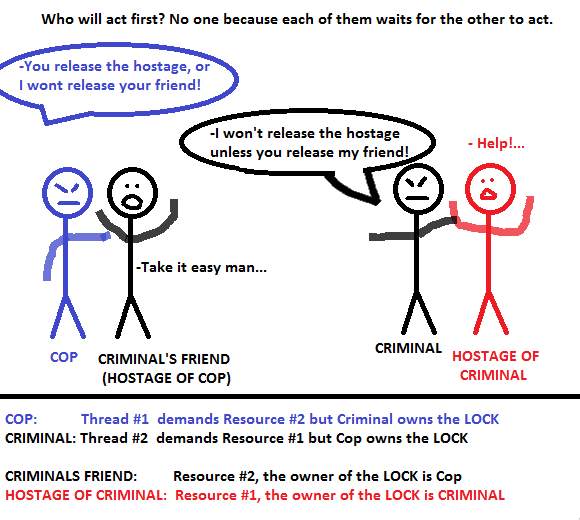 Who will act first? No one because each of them waits for the other to act.
-You release the hostage, or
I wont release your friend!
-I won't release the hostage
unless you release my friend!
- Help!...
-Take it easy man...
COP
CRIMINAL'S FRIEND
(HOSTAGE OF COP)
CRIMINAL
HOSTAGE OF
CRIMINAL
COP: Thread #1 demands Resource #2 but Criminal owns the LOCK
CRIMINAL: Thread #2 demands Resource #1 but Cop owns the LOCK
CRIMINALS FRIEND: Resource #2, the owner of the LOCK is Cop
HOSTAGE OF CRIMINAL: Resource #1, the owner of the LOCK is CRIMINAL